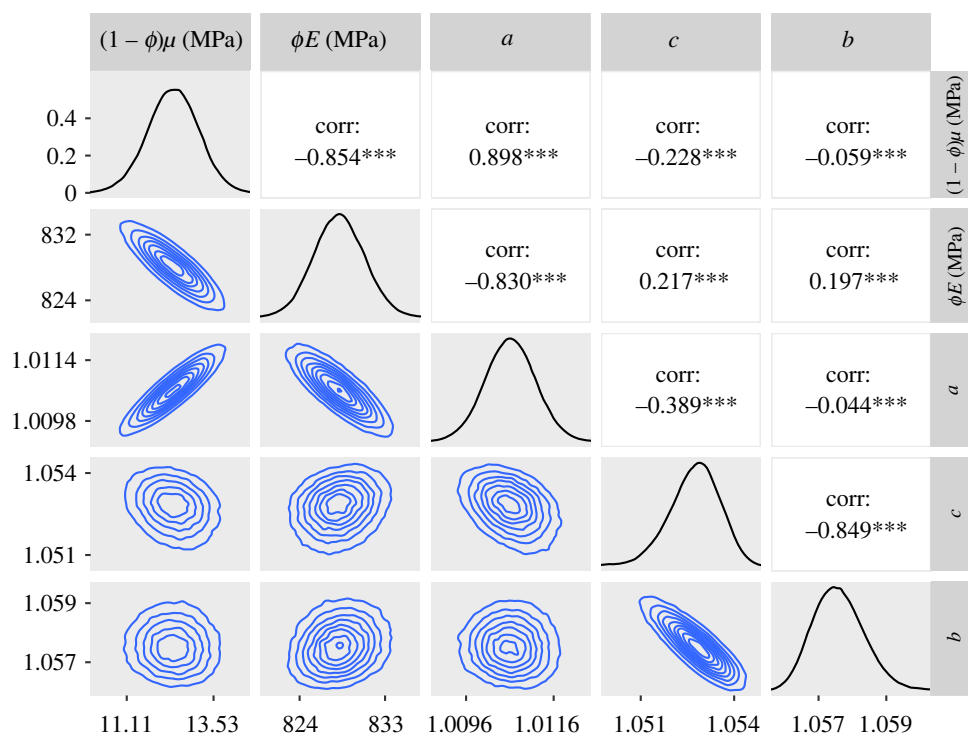 (1 – ϕ)μ (MPa) ϕE (MPa) a c b
0.4
0.2
0
corr:
–0.854***
corr:
0.898***
corr:
–0.228***
corr:
–0.059***
(1 – ϕ)μ (MPa)
832
824
corr:
–0.830***
corr:
0.217***
corr:
0.197***
ϕE (MPa)
1.0114
1.0098
corr:
–0.389***
corr:
–0.044***
a
1.054
1.051
corr:
–0.849***
c
1.059
1.057
b
11.11 13.53 824 833 1.0096 1.0116 1.051 1.054 1.057 1.059